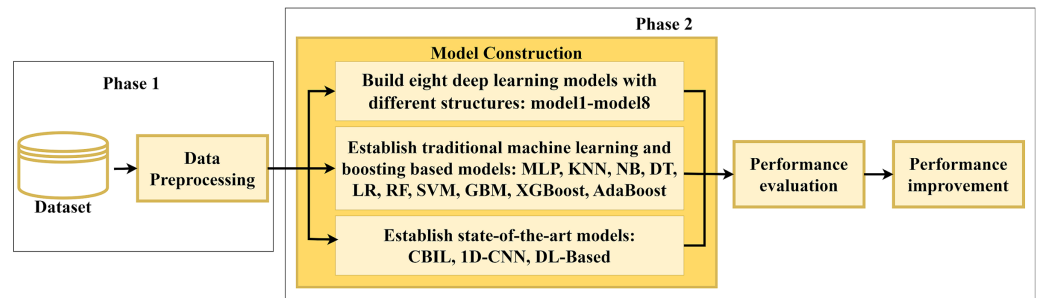 Phase 1
Dataset
Data
Preprocessing
Phase 2
Model Construction
Build eight deep learning models with
different structures: model1-model8
Establish traditional machine learning and
boosting based models: MLP, KNN, NB, DT,
LR, RF, SVM, GBM, XGBoost, AdaBoost
Establish state-of-the-art models:
CBIL, 1D-CNN, DL-Based
Performance
evaluation
Performance
improvement